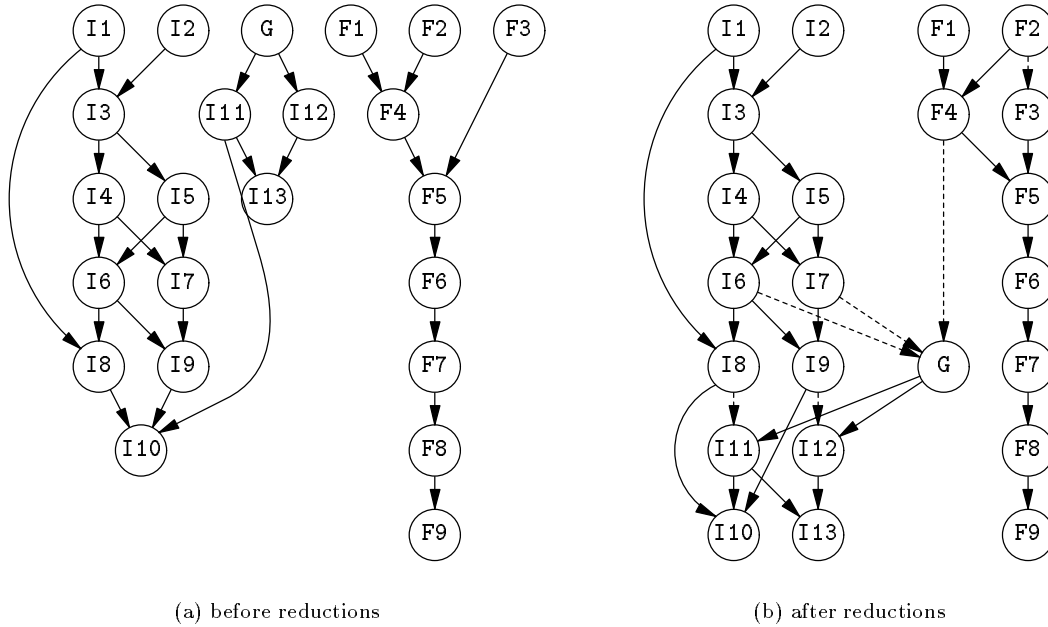 I1 I2 G F1 F2 F3 I1 I2 F1 F2
I3 I11 I12 F4 I3 F4 F3
I4 I5 I13 F5 I4 I5 F5
I6 I7 F6 I6 I7 F6
I8 I9 F7 I8 I9 G F7
I10 F8 I11 I12 F8
F9 I10 I13 F9
(a) before reductions (b) after reductions